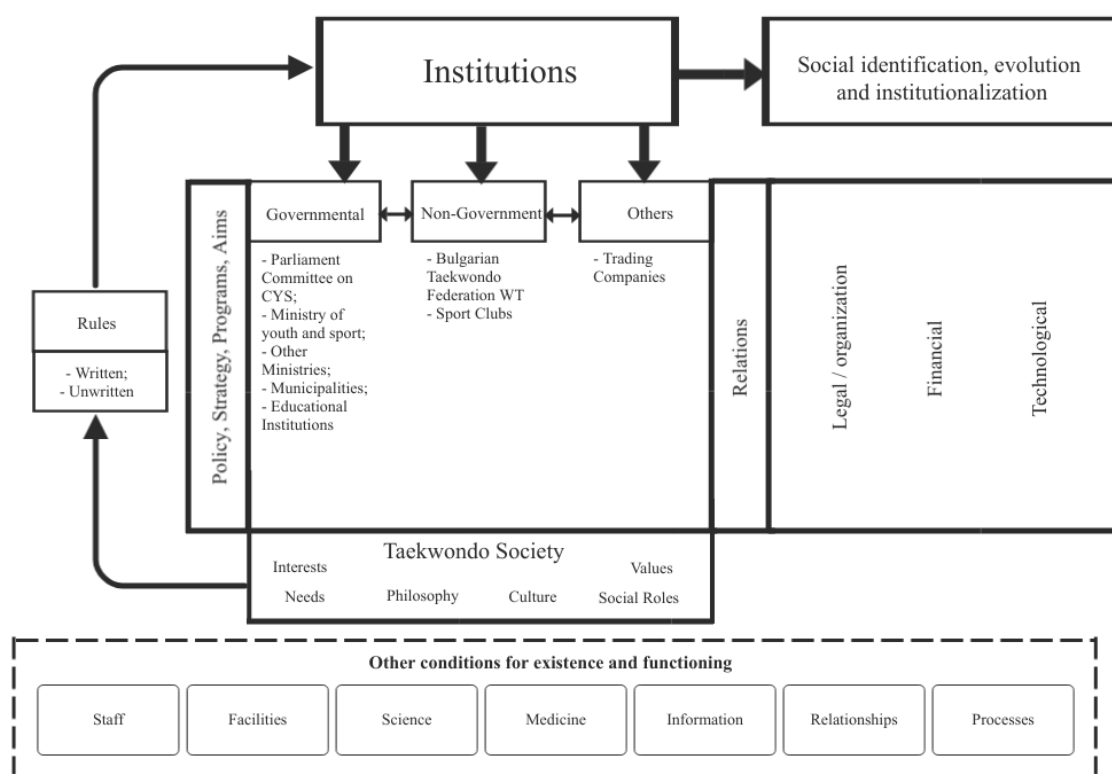 Institutions
Social identification, evolution
and institutionalization
Governmental
Non-Government
Others
- Parliament
Committee on
CYS;
- Ministry of
youth and sport;
- Other
Ministries;
- Municipalities;
- Educational
Institutions
- Bulgarian
Taekwondo
Federation WT
- Sport Clubs
- Trading
Companies
Policy, Strategy, Programs, Aims
Rules
- Written;
- Unwritten
Relations
Legal / organization
Financial
Technological
Taekwondo Society
Interests
Values
Needs
Philosophy
Culture
Social Roles
Other conditions for existence and functioning
Staff
Facilities
Science
Medicine
Information
Relationships
Processes